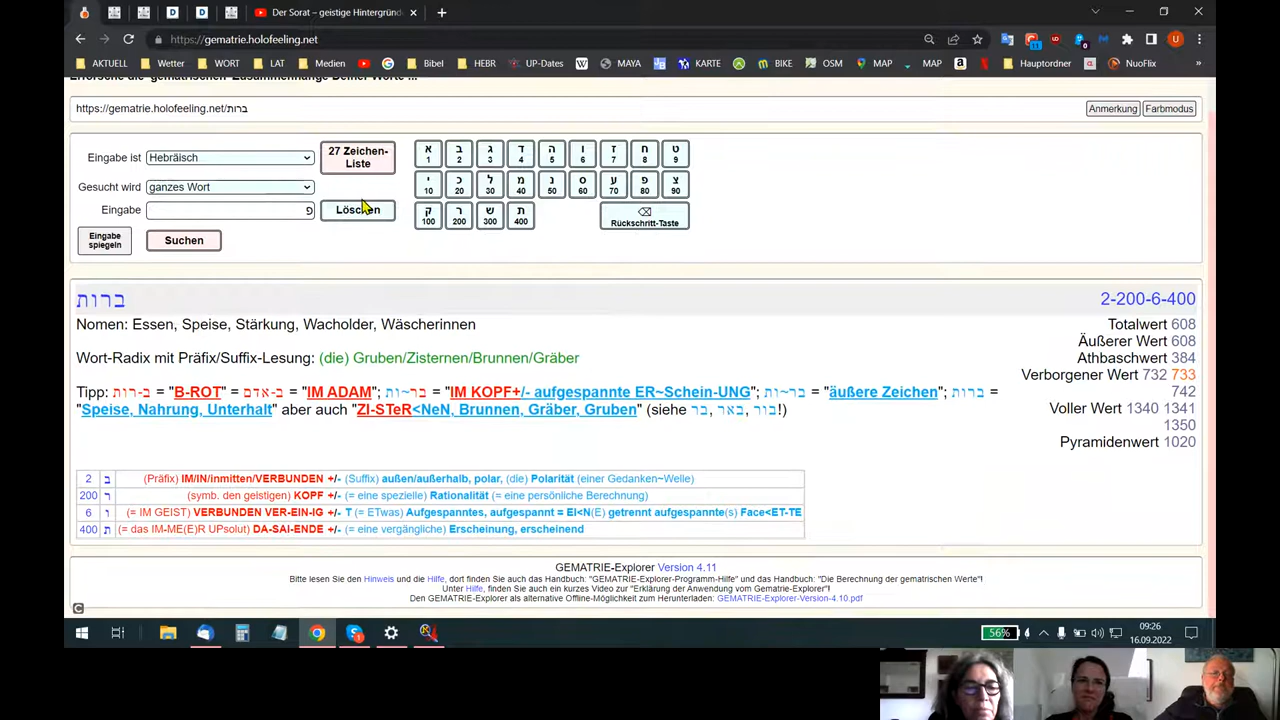 Der Sorat – geistige Hintergründ
https://gematrie.holofeeling.net
AKTUELL Wetter WORT LAT Medien Bibel HEBR UP-Dates MAYA KARTE BIKE OSM MAP MAP Hauptordner NuoFlix »
Erforsche die gematrischen Zusammenhänge Deiner Worte ...
https://gematrie.holofeeling.net/ברות
Anmerkung Farbmodus
Eingabe ist Hebräisch
27 Zeichen-Liste
Gesucht wird ganzes Wort
Eingabe פ Löschen
Eingabe spiegeln Suchen
א ב ג ד ה ו ז ח ט
1 2 3 4 5 6 7 8 9
י כ ל מ נ ס ע פ צ
10 20 30 40 50 60 70 80 90
ק ר ש ת
100 200 300 400 Rückschritt-Taste
ברות 2-200-6-400
Nomen: Essen, Speise, Stärkung, Wacholder, Wäscherinnen
Totalwert 608
Äußerer Wert 608
Wort-Radix mit Präfix/Suffix-Lesung: (die) Gruben/Zisternen/Brunnen/Gräber
Athbaschwert 384
Verborgener Wert 732 733
742
Tipp: ב-רות = "B-ROT" = ב-אדם = "IM ADAM"; בר~ות = "IM KOPF+/- aufgespannte ER~Schein-UNG"; בר~ות = "äußere Zeichen"; ברות =
"Speise, Nahrung, Unterhalt" aber auch "ZI-STeR<NeN, Brunnen, Gräber, Gruben" (siehe בור, באר, בר!)
Voller Wert 1340 1341
1350
Pyramidenwert 1020
2 ב (Präfix) IM/IN/inmitten/VERBUNDEN +/- (Suffix) außen/außerhalb, polar, (die) Polarität (einer Gedanken~Welle)
200 ר (symb. den geistigen) KOPF +/- (= eine spezielle) Rationalität (= eine persönliche Berechnung)
6 ו (= IM GEIST) VERBUNDEN VER-EIN-IG +/- T (= ETwas) Aufgespanntes, aufgespannt = EI<N(E) getrennt aufgespannte(s) Face<ET-TE
400 ת (= das IM-ME(E)R UPsolut) DA-SAI-ENDE +/- (= eine vergängliche) Erscheinung, erscheinend
GEMATRIE-Explorer Version 4.11
Bitte lesen Sie den Hinweis und die Hilfe, dort finden Sie auch das Handbuch: "GEMATRIE-Explorer-Programm-Hilfe" und das Handbuch: "Die Berechnung der gematrischen Werte"!
Unter Hilfe, finden Sie auch ein kurzes Video zur "Erklärung der Anwendung vom Gematrie-Explorer"!
Den GEMATRIE-Explorer als alternative Offline-Möglichkeit zum Herunterladen: GEMATRIE-Explorer-Version-4.10.pdf
56%
09:26
16.09.2022